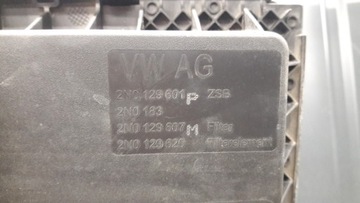 VW AG
2N0 129 601 P ZSB
2N0 183
2N0 129 607 M Filter
2N0 129 620 Filterelement